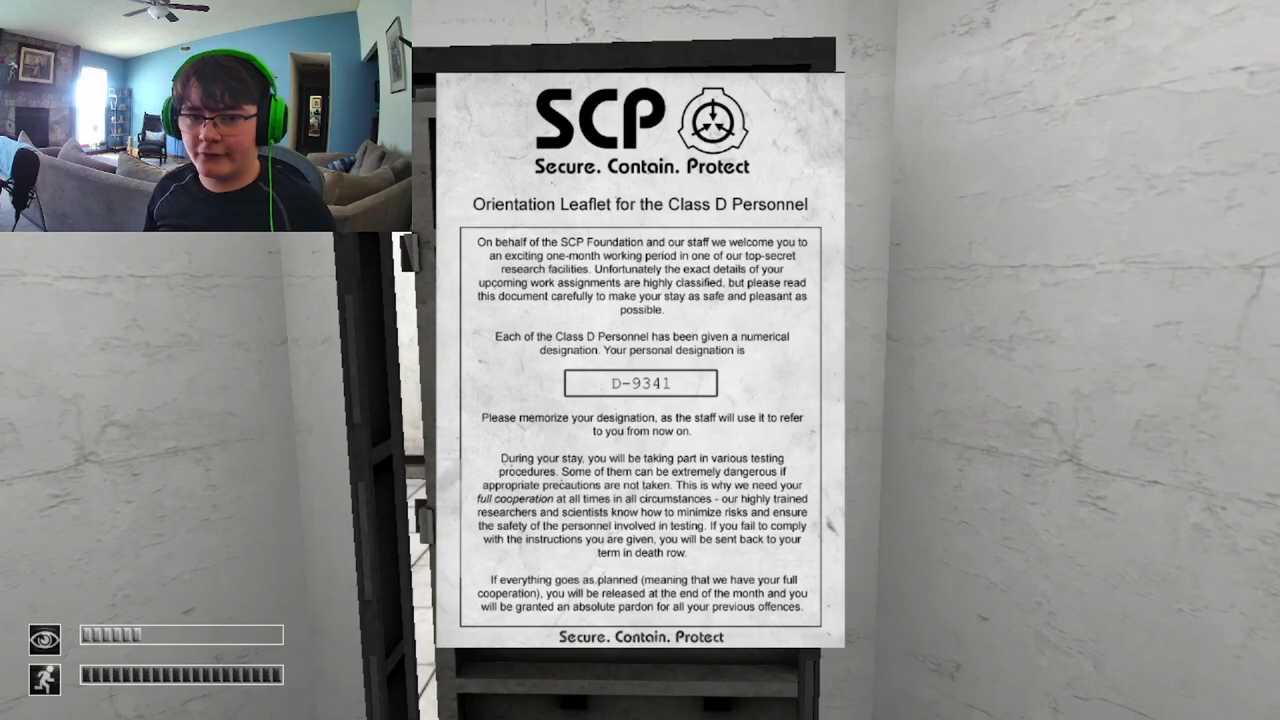 SCP
Secure. Contain. Protect
Orientation Leaflet for the Class D Personnel
On behalf of the SCP Foundation and our staff we welcome you to
an exciting one-month working period in one of our top-secret
research facilities. Unfortunately the exact details of your
upcoming work assignments are highly classified, but please read
this document carefully to make your stay as safe and pleasant as
possible.
Each of the Class D Personnel has been given a numerical
designation. Your personal designation is
D-9341
Please memorize your designation, as the staff will use it to refer
to you from now on.
During your stay, you will be taking part in various testing
procedures. Some of them can be extremely dangerous if
appropriate precautions are not taken. This is why we need your
full cooperation at all times in all circumstances - our highly trained
researchers and scientists know how to minimize risks and ensure
the safety of the personnel involved in testing. If you fail to comply
with the instructions you are given, you will be sent back to your
term in death row.
If everything goes as planned (meaning that we have your full
cooperation), you will be released at the end of the month and you
will be granted an absolute pardon for all your previous offences.
Secure. Contain. Protect